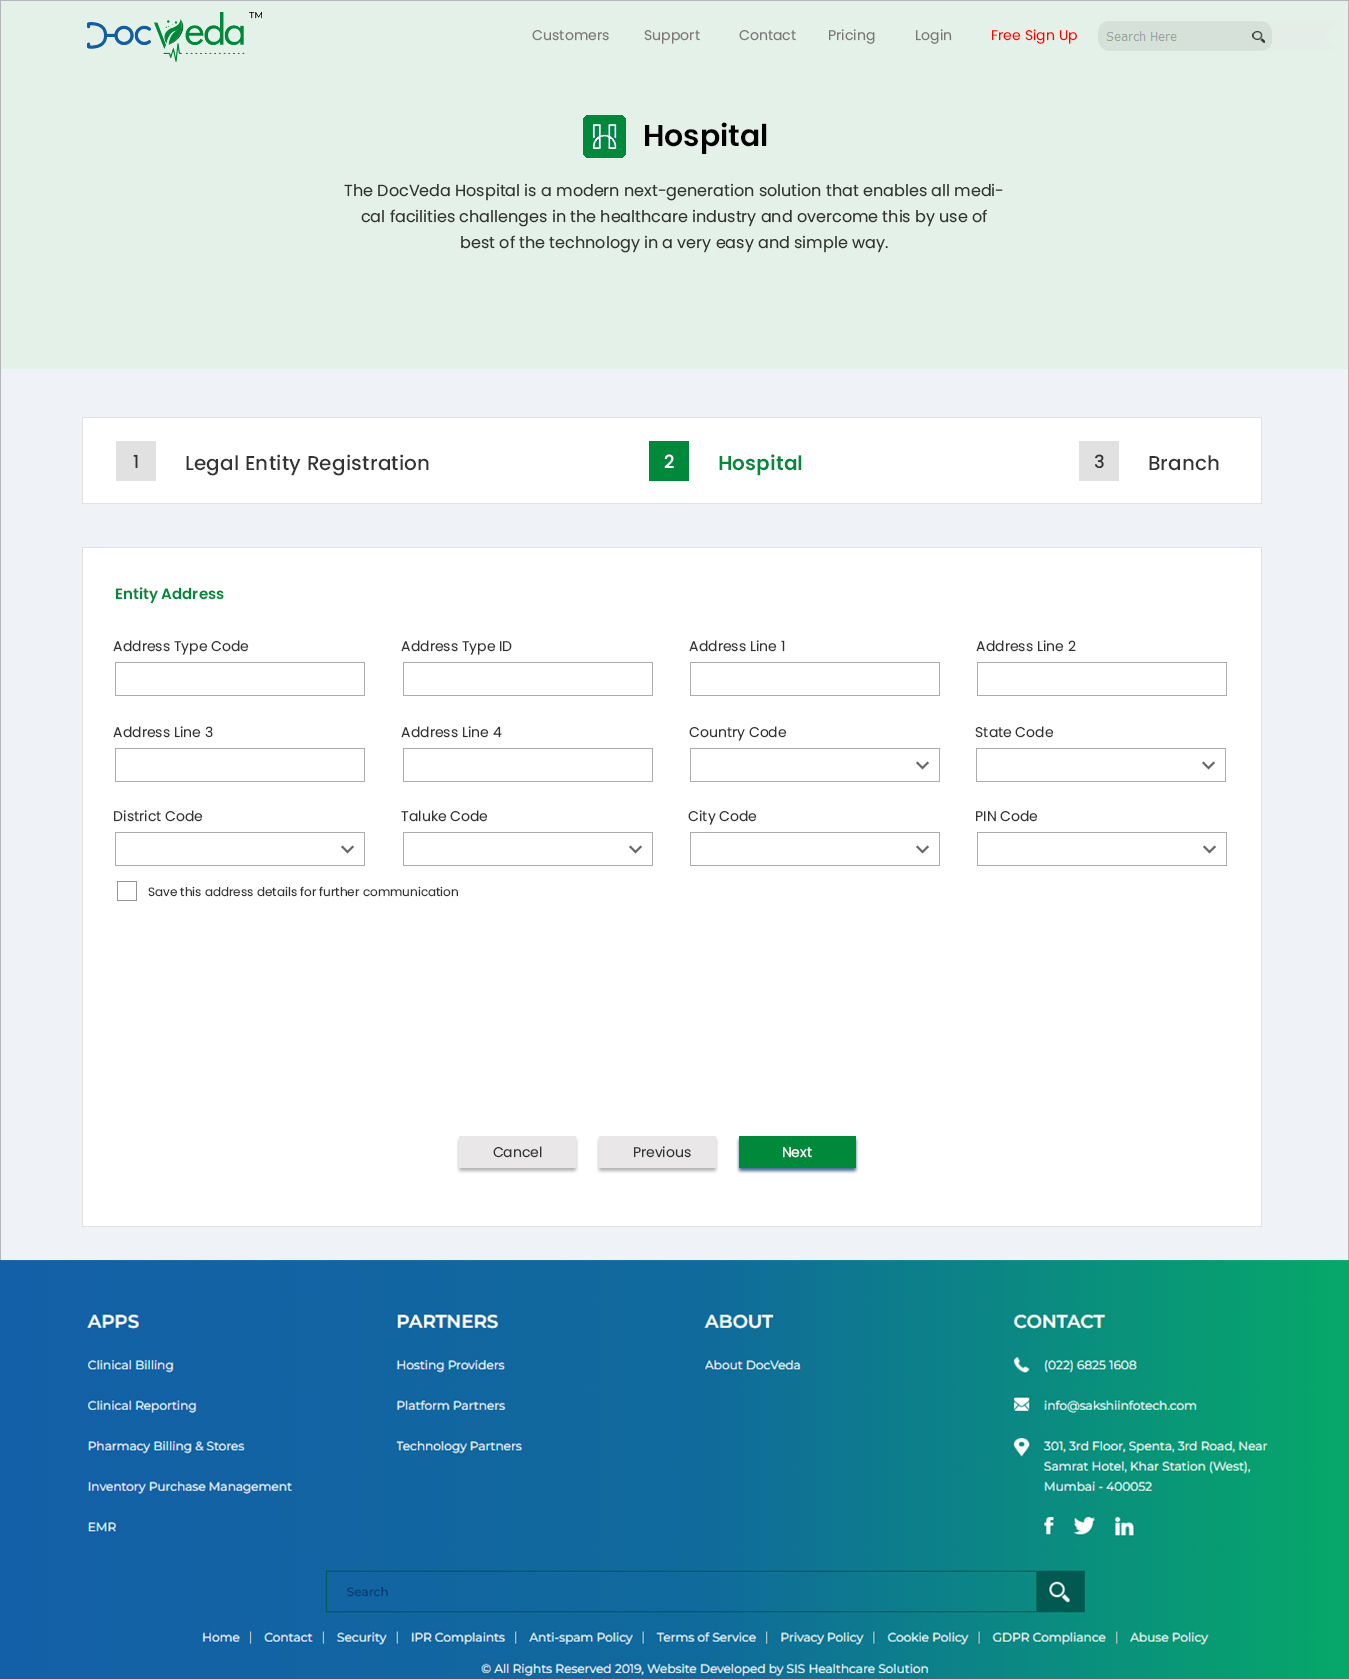 DocVeda ™
Customers Support Contact Pricing Login Free Sign Up Search Here
Hospital
The DocVeda Hospital is a modern next-generation solution that enables all medi-
cal facilities challenges in the healthcare industry and overcome this by use of
best of the technology in a very easy and simple way.
1 Legal Entity Registration 2 Hospital 3 Branch
Entity Address
Address Type Code Address Type ID Address Line 1 Address Line 2
Address Line 3 Address Line 4 Country Code State Code
District Code Taluke Code City Code PIN Code
Save this address details for further communication
Cancel Previous Next
APPS
Clinical Billing
Clinical Reporting
Pharmacy Billing & Stores
Inventory Purchase Management
EMR
PARTNERS
Hosting Providers
Platform Partners
Technology Partners
ABOUT
About DocVeda
CONTACT
(022) 6825 1608
info@sakshiinfotech.com
301, 3rd Floor, Spenta, 3rd Road, Near
Samrat Hotel, Khar Station (West),
Mumbai - 400052
Search
Home | Contact | Security | IPR Complaints | Anti-spam Policy | Terms of Service | Privacy Policy | Cookie Policy | GDPR Compliance | Abuse Policy
© All Rights Reserved 2019, Website Developed by SIS Healthcare Solution